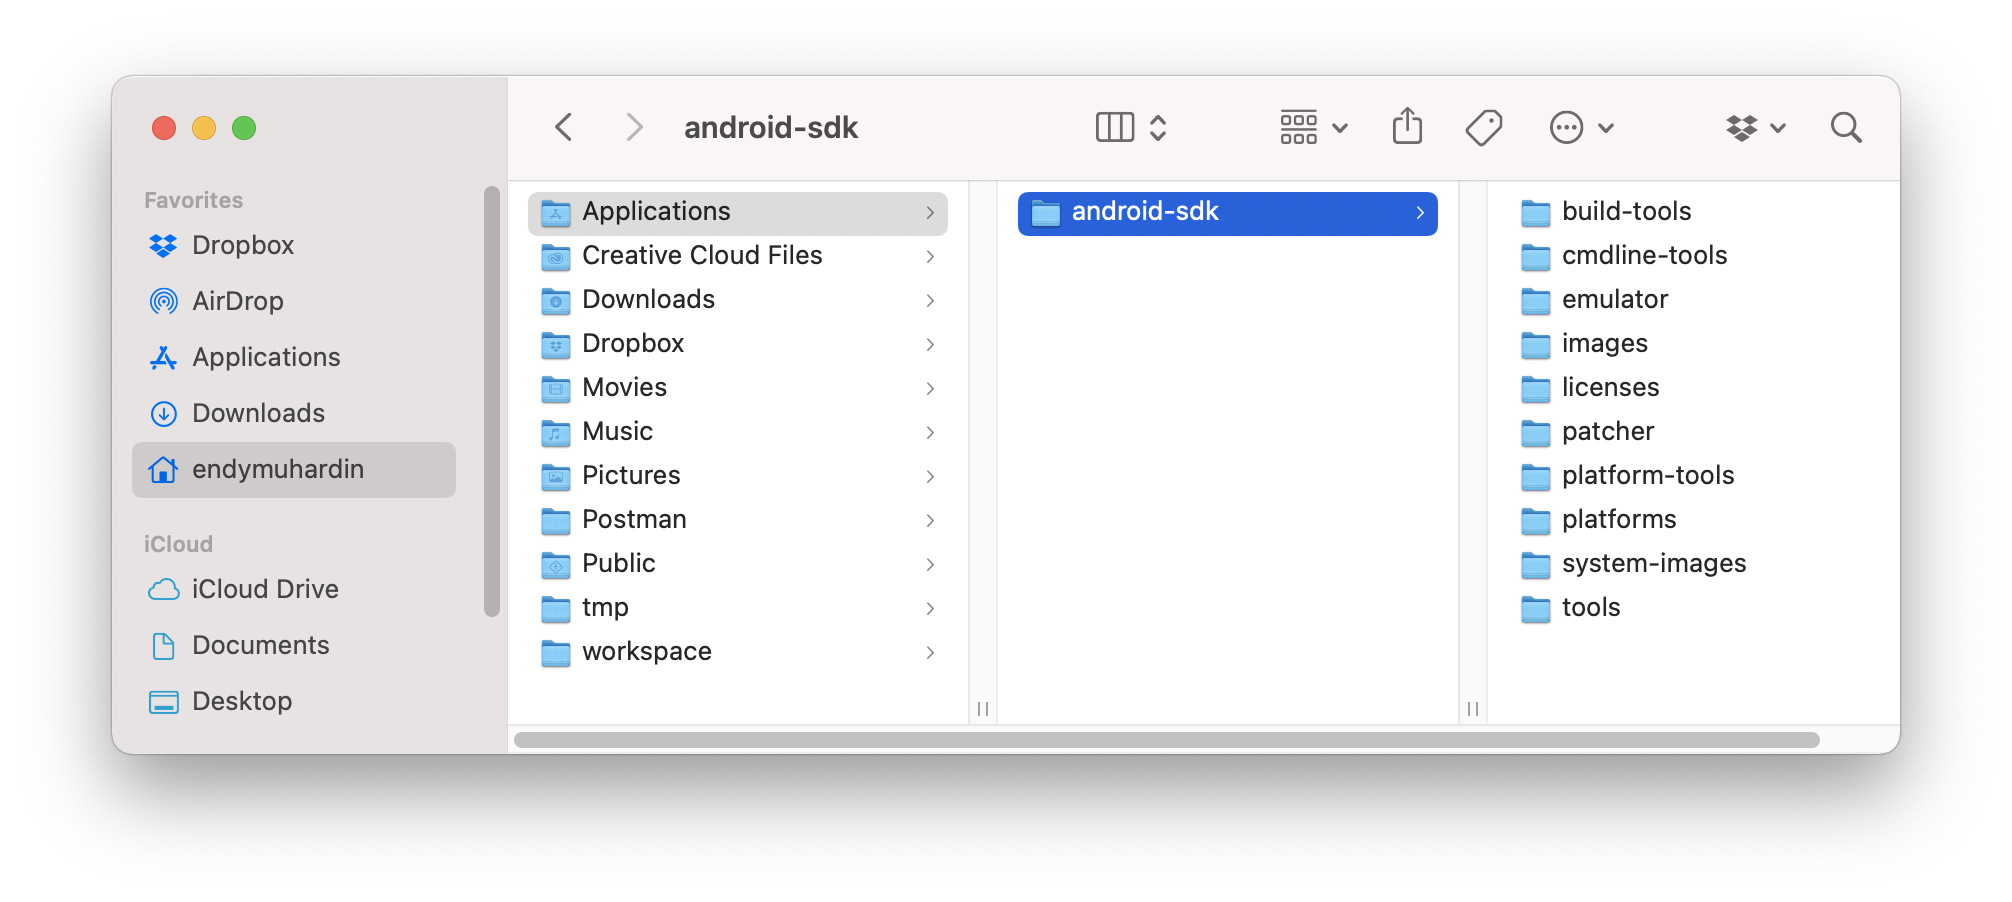 android-sdk
Favorites
Dropbox
AirDrop
Applications
Downloads
endymuhardin
iCloud
iCloud Drive
Documents
Desktop
Applications
Creative Cloud Files
Downloads
Dropbox
Movies
Music
Pictures
Postman
Public
tmp
workspace
android-sdk
build-tools
cmdline-tools
emulator
images
licenses
patcher
platform-tools
platforms
system-images
tools